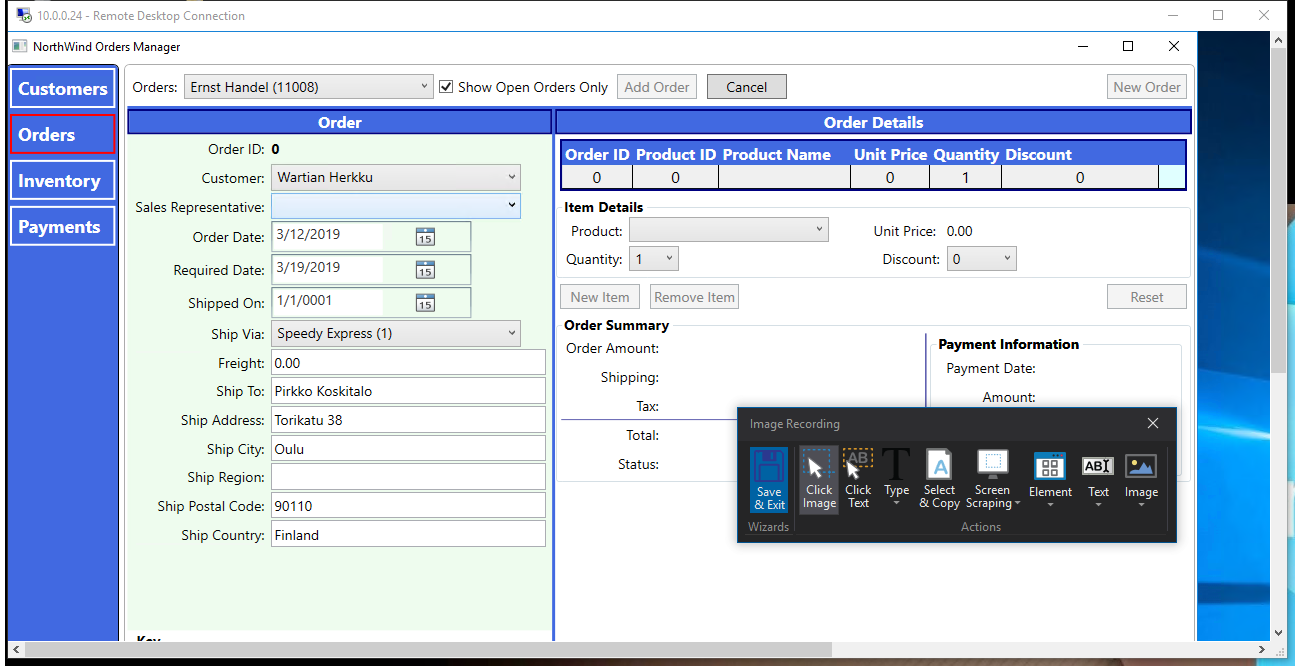 10.0.0.24 - Remote Desktop Connection
NorthWind Orders Manager
Customers
Orders
Inventory
Payments
Orders: Ernst Handel (11008) Show Open Orders Only Add Order Cancel New Order
Order
Order ID: 0
Customer: Wartian Herkku
Sales Representative:
Order Date: 3/12/2019 15
Required Date: 3/19/2019 15
Shipped On: 1/1/0001 15
Ship Via: Speedy Express (1)
Freight: 0.00
Ship To: Pirkko Koskitalo
Ship Address: Torikatu 38
Ship City: Oulu
Ship Region:
Ship Postal Code: 90110
Ship Country: Finland
Key
Order Details
Order ID Product ID Product Name Unit Price Quantity Discount
0 0 0 1 0
Item Details
Product: Unit Price: 0.00
Quantity: 1 Discount: 0
New Item Remove Item Reset
Order Summary
Order Amount:
Shipping:
Tax:
Total:
Status:
Payment Information
Payment Date:
Amount:
Image Recording
Save & Exit
Click Image
AB
Click Text
T
Type
A
Select & Copy
Screen Scraping
Element
AB
Text
Image
Wizards Actions